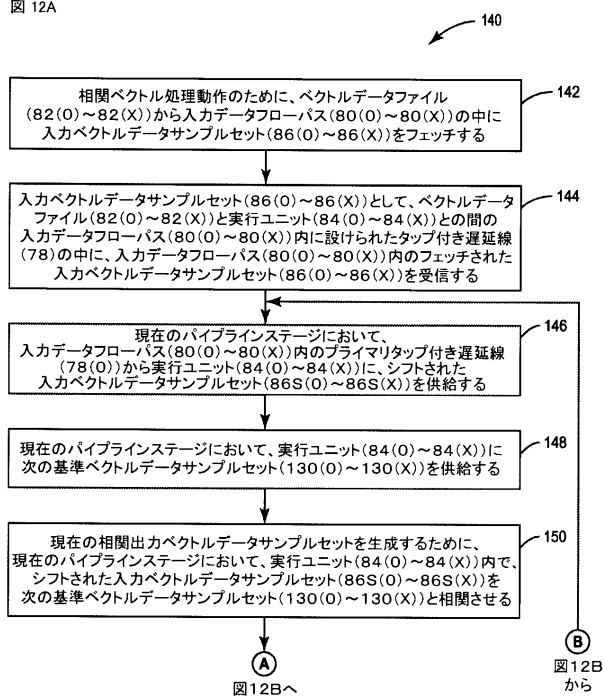 図 12A
140
相関ベクトル処理動作のために、ベクトルデータファイル
(82(0)～82(X))から入力データフローパス(80(0)～80(X))の中に
入力ベクトルデータサンプルセット(86(0)～86(X))をフェッチする
142
入力ベクトルデータサンプルセット(86(0)～86(X))として、ベクトルデータ
ファイル(82(0)～82(X))と実行ユニット(84(0)～84(X))との間の
入力データフローパス(80(0)～80(X))内に設けられたタップ付き遅延線
(78)の中に、入力データフローパス(80(0)～80(X))内のフェッチされた
入力ベクトルデータサンプルセット(86(0)～86(X))を受信する
144
現在のパイプラインステージにおいて、
入力データフローパス(80(0)～80(X))内のプライマリタップ付き遅延線
(78(0))から実行ユニット(84(0)～84(X))に、シフトされた
入力ベクトルデータサンプルセット(86S(0)～86S(X))を供給する
146
現在のパイプラインステージにおいて、実行ユニット(84(0)～84(X))に
次の基準ベクトルデータサンプルセット(130(0)～130(X))を供給する
148
現在の相関出力ベクトルデータサンプルセットを生成するために、
現在のパイプラインステージにおいて、実行ユニット(84(0)～84(X))内で、
シフトされた入力ベクトルデータサンプルセット(86S(0)～86S(X))を
次の基準ベクトルデータサンプルセット(130(0)～130(X))と相関させる
150
A
図12Bへ
B
図12B
から